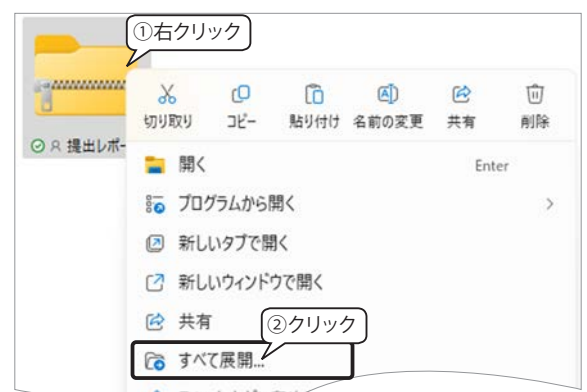 ①右クリック
切り取り
コピー
貼り付け
名前の変更
共有
削除
提出レポー
開く
Enter
プログラムから開く
新しいタブで開く
新しいウィンドウで開く
共有
②クリック
すべて展開...